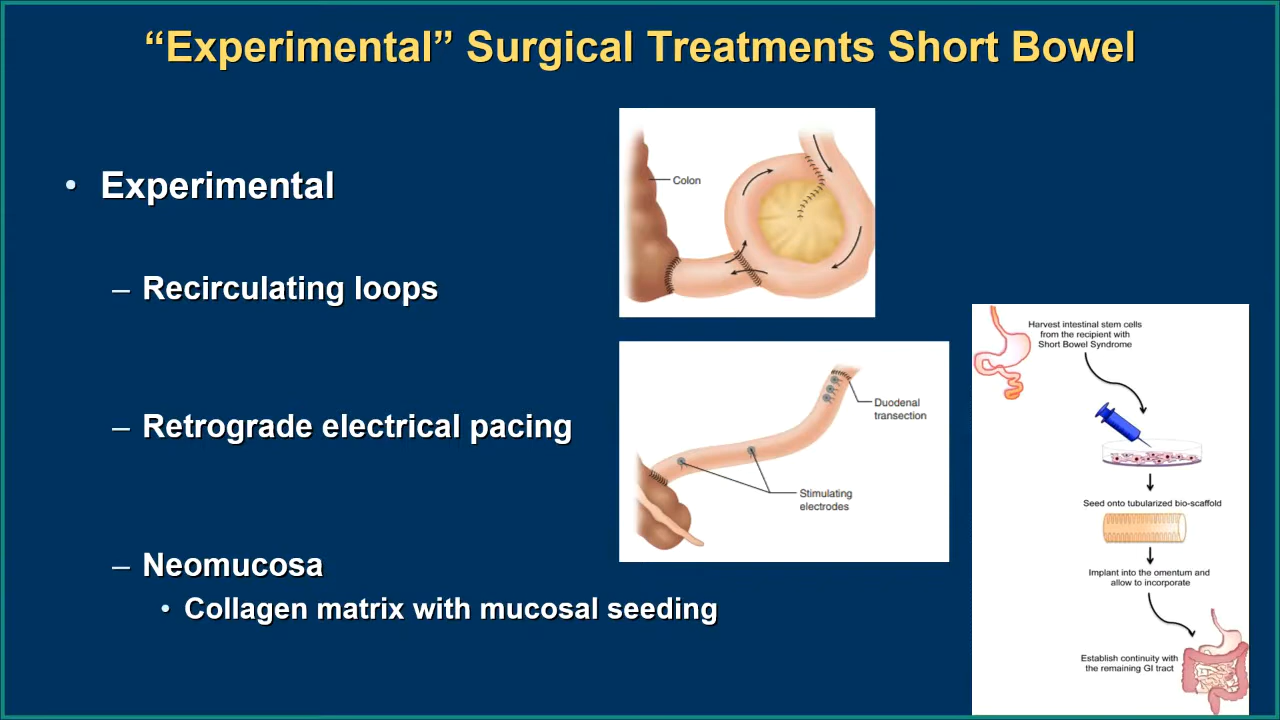 “Experimental” Surgical Treatments Short Bowel
• Experimental
– Recirculating loops
– Retrograde electrical pacing
– Neomucosa
• Collagen matrix with mucosal seeding
Colon
Duodenal
transection
Stimulating
electrodes
Harvest intestinal stem cells
from the recipient with
Short Bowel Syndrome
Seed onto tubularized bio-scaffold
Implant into the omentum and
allow to incorporate
Establish continuity with
the remaining GI tract